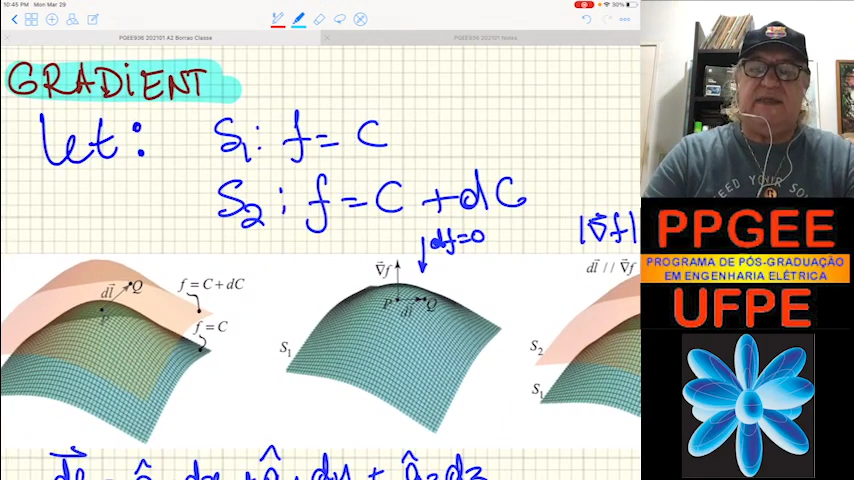 10:45 PM Mon Mar 29
30%
PGEE936 202101 A2 Borrao Classe
PGEE936 202101 Notes
GRADIENT
let: S₁: f = C
S₂: f = C + dC
df=0
|∇⃗f|
f = C + dC
dl⃗ Q
P
f = C
∇⃗f
P dl⃗ Q
S₁
dl⃗ // ∇⃗f
S₂
S₁
PPGEE
PROGRAMA DE PÓS-GRADUAÇÃO
EM ENGENHARIA ELÉTRICA
UFPE